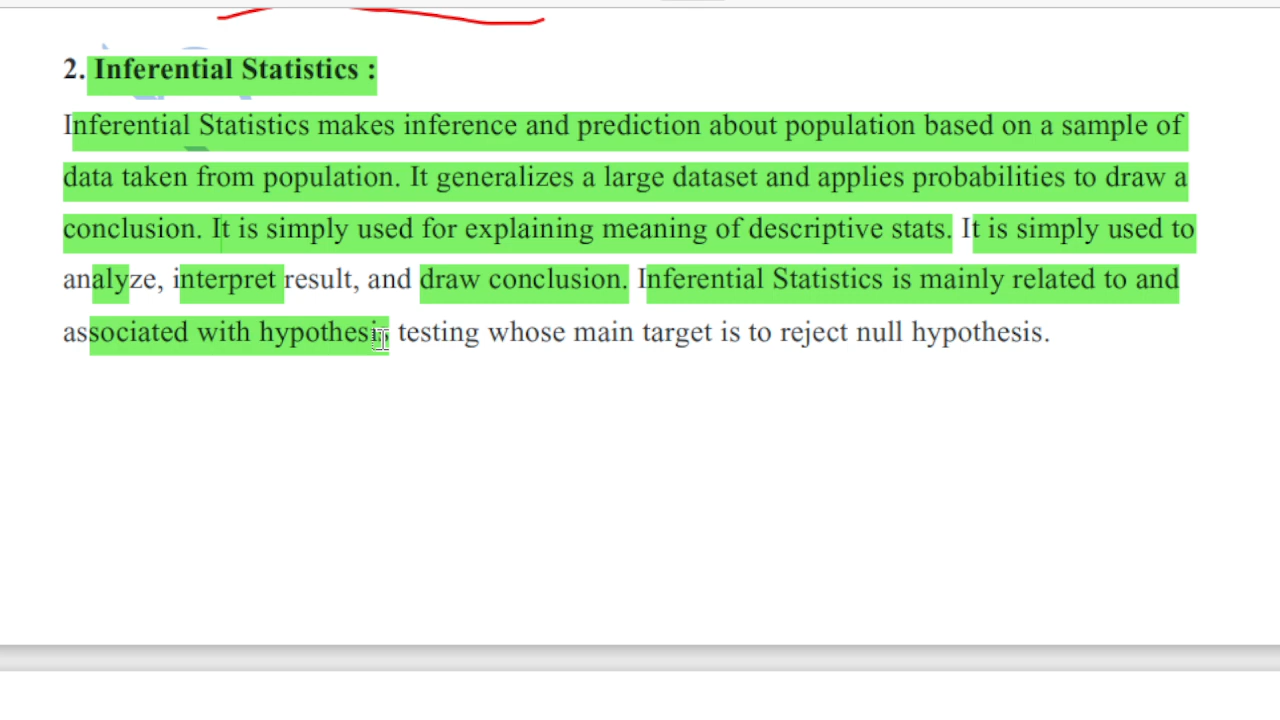 2. Inferential Statistics :
Inferential Statistics makes inference and prediction about population based on a sample of
data taken from population. It generalizes a large dataset and applies probabilities to draw a
conclusion. It is simply used for explaining meaning of descriptive stats. It is simply used to
analyze, interpret result, and draw conclusion. Inferential Statistics is mainly related to and
associated with hypothesis testing whose main target is to reject null hypothesis.